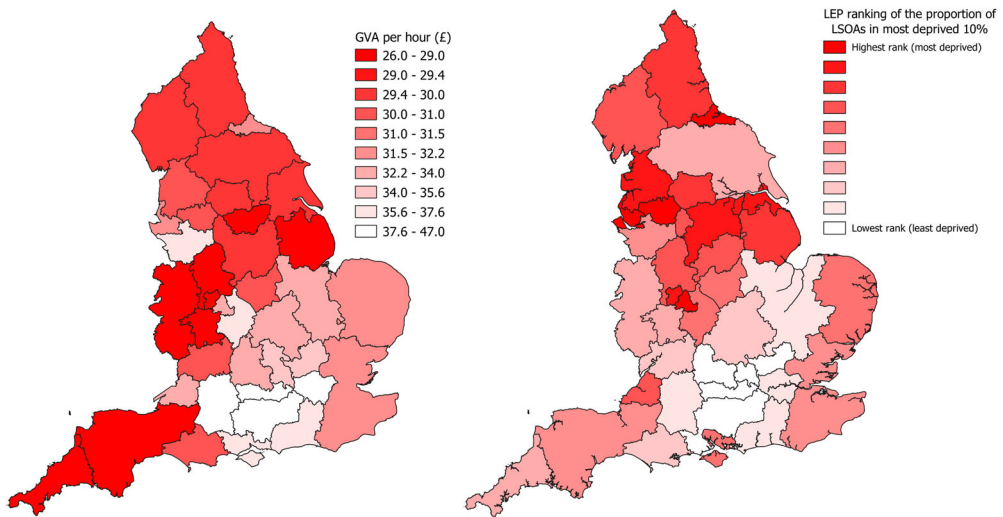 GVA per hour (£)
26.0 - 29.0
29.0 - 29.4
29.4 - 30.0
30.0 - 31.0
31.0 - 31.5
31.5 - 32.2
32.2 - 34.0
34.0 - 35.6
35.6 - 37.6
37.6 - 47.0
LEP ranking of the proportion of
LSOAs in most deprived 10%
Highest rank (most deprived)
Lowest rank (least deprived)